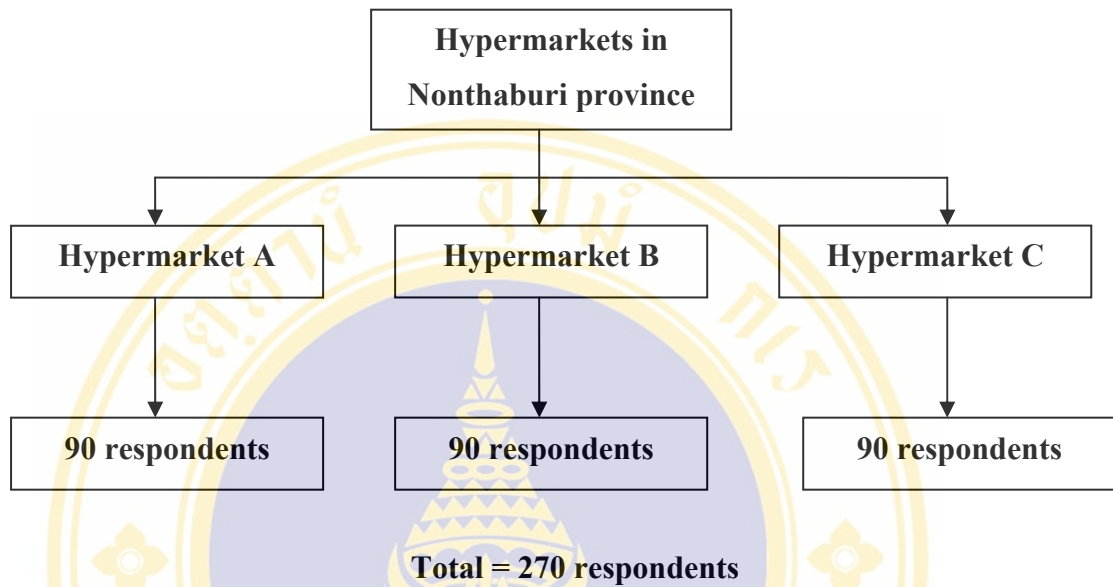 Hypermarkets in
Nonthaburi province
Hypermarket A
Hypermarket B
Hypermarket C
90 respondents
90 respondents
90 respondents
Total = 270 respondents